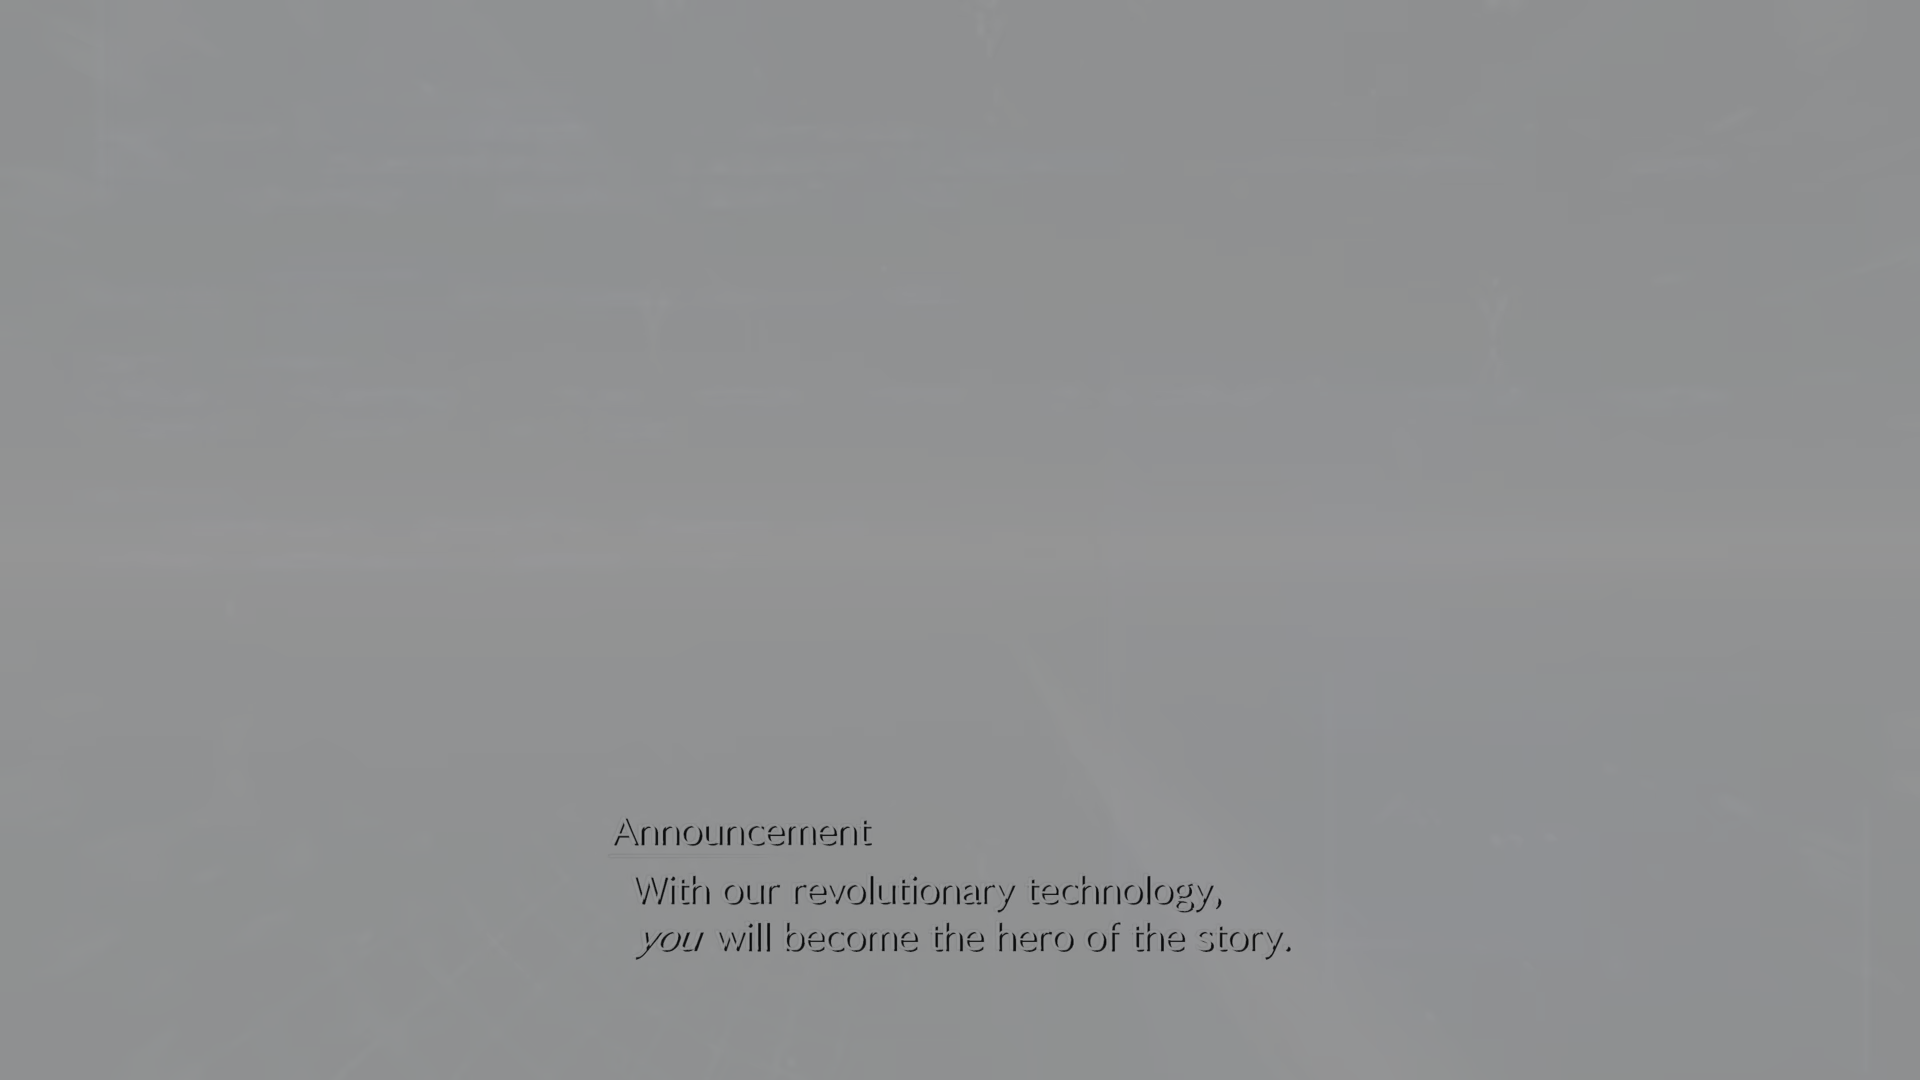 Announcement
With our revolutionary technology,
you will become the hero of the story.